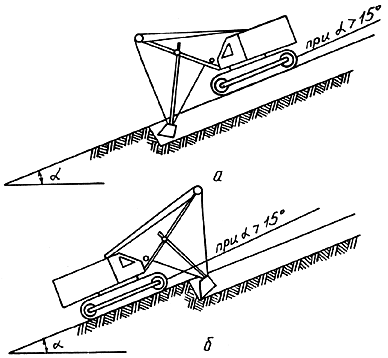 при α > 15°
α
а
при α > 15°
α
б